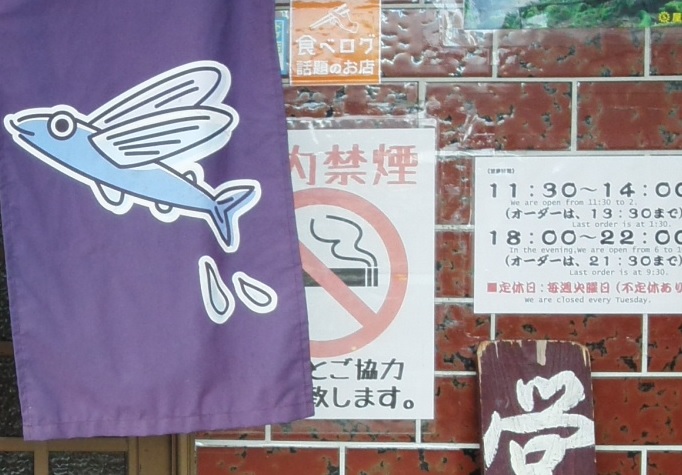 食べログ
話題のお店
内禁煙
とご協力
致します。
11:30~14:00
We are open from 11:30 to 2.
(オーダーは、13:30まで)
Last order is at 1:30.
18:00~22:00
In the evening,we are open from 6 to
(オーダーは、21:30まで)
Last order is at 9:30.
■定休日:毎週火曜日(不定休あり
We are closed every Tuesday.
営